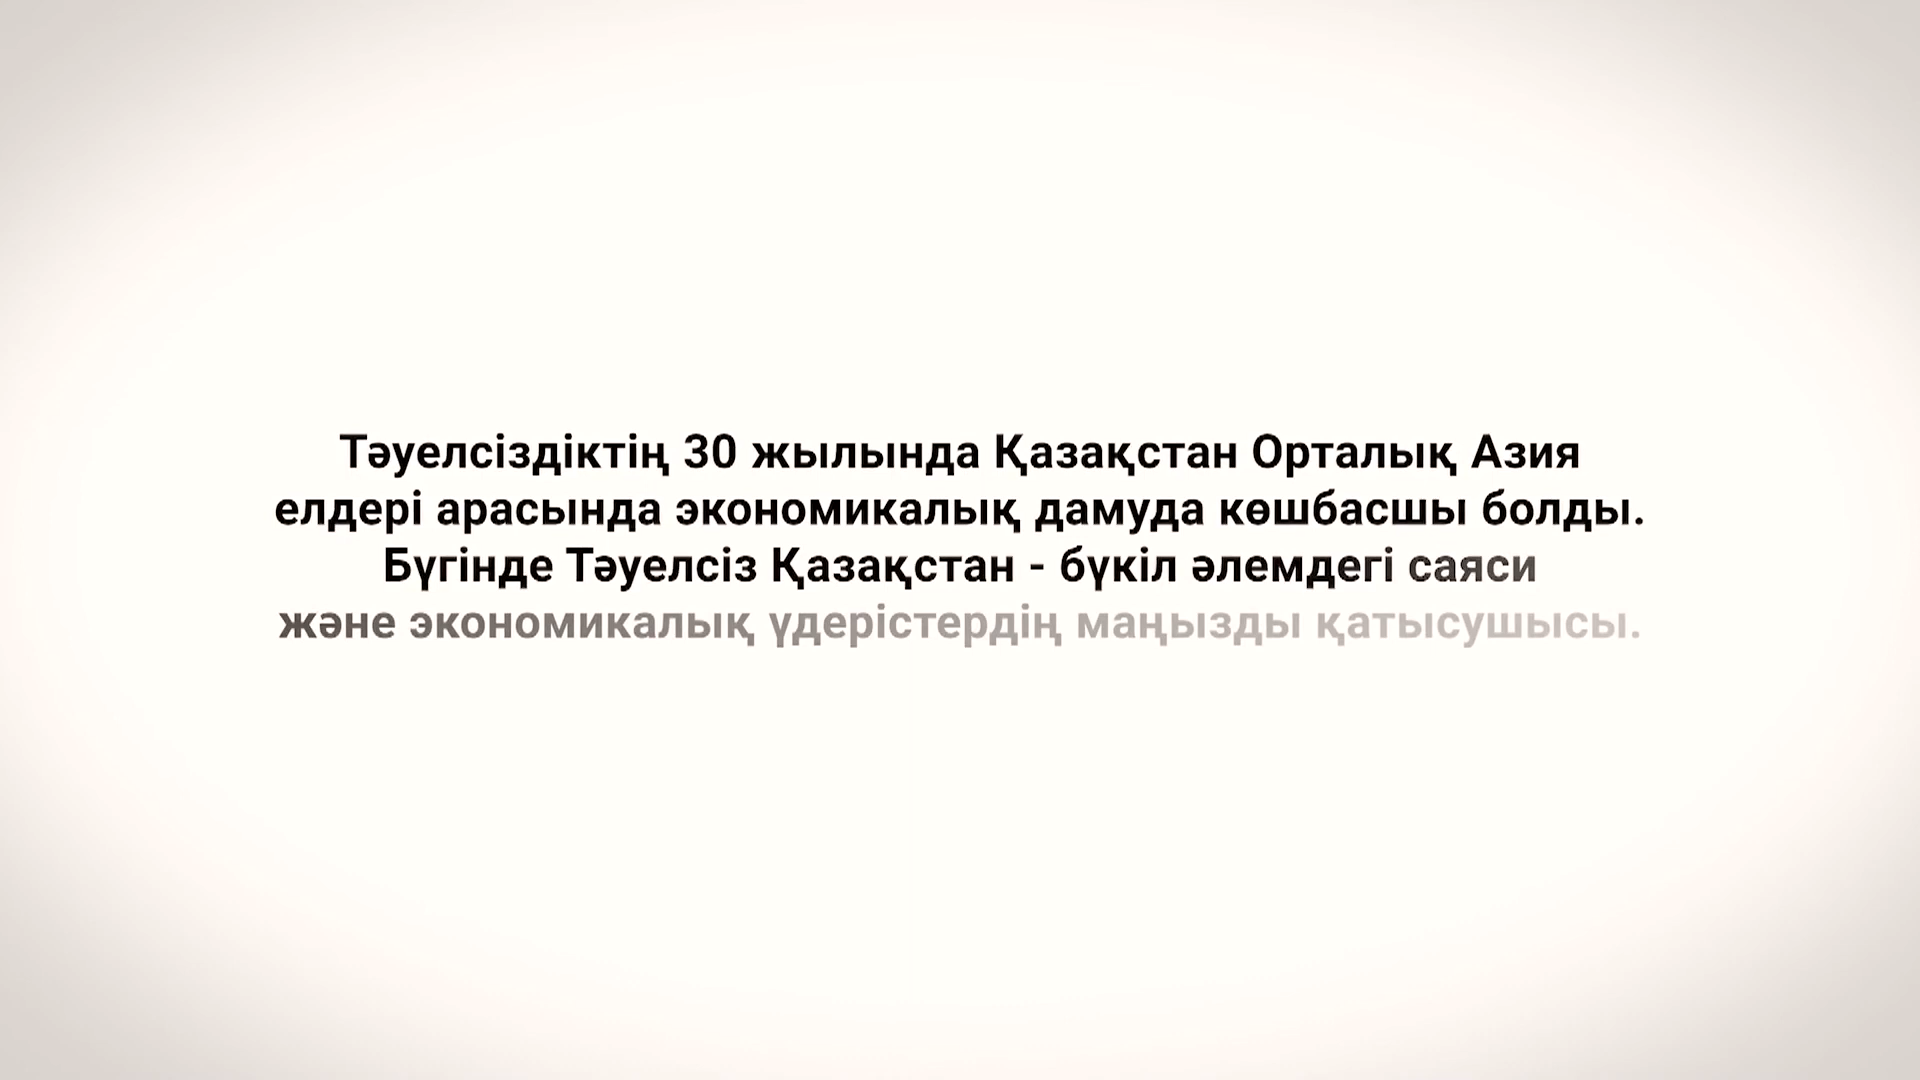 Тәуелсіздіктің 30 жылында Қазақстан Орталық Азия
елдері арасында экономикалық дамуда көшбасшы болды.
Бүгінде Тәуелсіз Қазақстан - бүкіл әлемдегі саяси
және экономикалық үдерістердің маңызды қатысушысы.